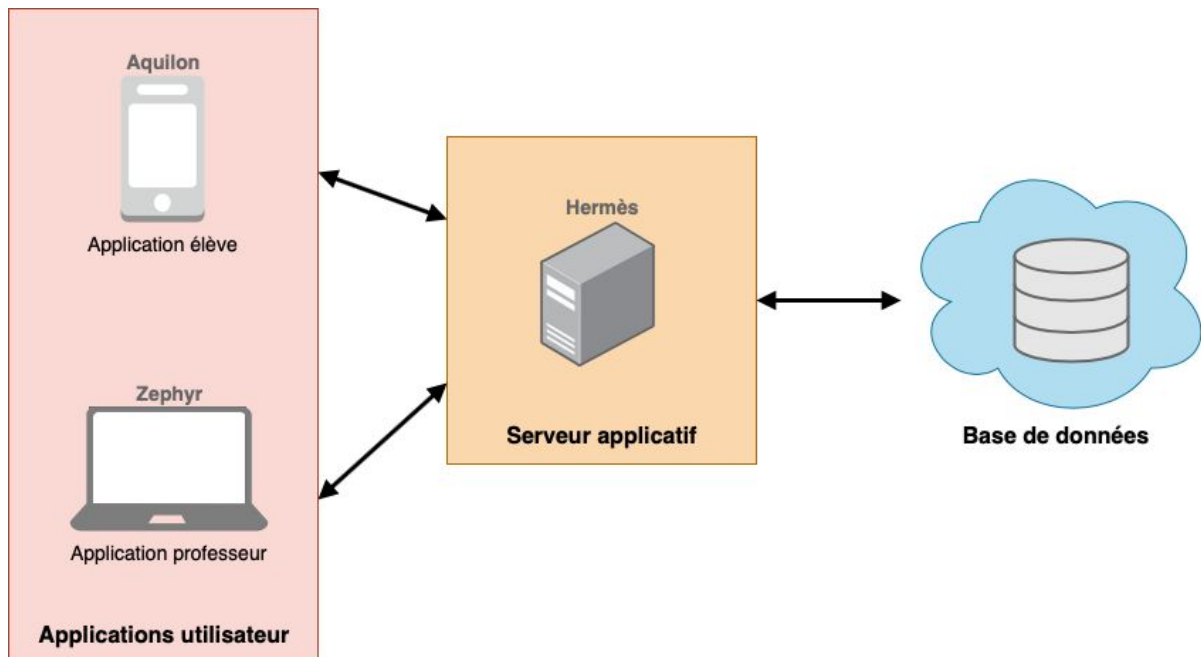 Aquilon
Application élève
Zephyr
Application professeur
Applications utilisateur
Hermès
Serveur applicatif
Base de données